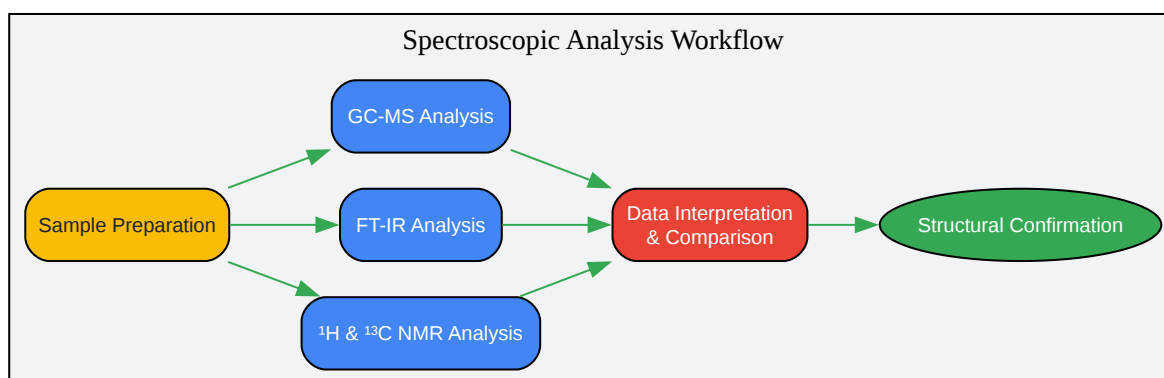 Spectroscopic Analysis Workflow
GC-MS Analysis
Sample Preparation
FT-IR Analysis
Data Interpretation
& Comparison
Structural Confirmation
¹H & ¹³C NMR Analysis